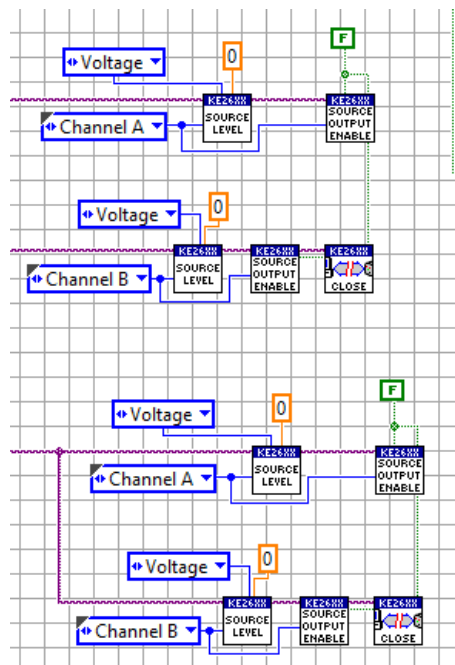 F
Voltage
0
KE26XX
SOURCE
LEVEL
KE26XX
SOURCE
OUTPUT
ENABLE
Channel A
Voltage
0
KE26XX
SOURCE
LEVEL
KE26XX
SOURCE
OUTPUT
ENABLE
KE26XX
CLOSE
Channel B
F
Voltage
0
KE26XX
SOURCE
LEVEL
KE26XX
SOURCE
OUTPUT
ENABLE
Channel A
Voltage
0
KE26XX
SOURCE
LEVEL
KE26XX
SOURCE
OUTPUT
ENABLE
KE26XX
CLOSE
Channel B